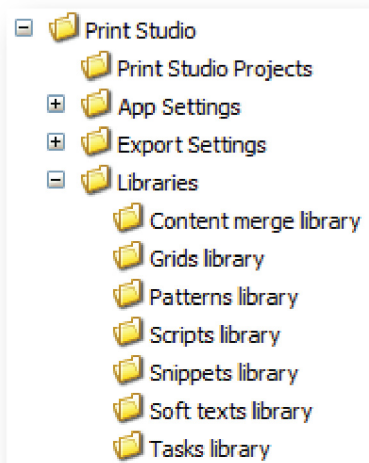 Print Studio
Print Studio Projects
App Settings
Export Settings
Libraries
Content merge library
Grids library
Patterns library
Scripts library
Snippets library
Soft texts library
Tasks library